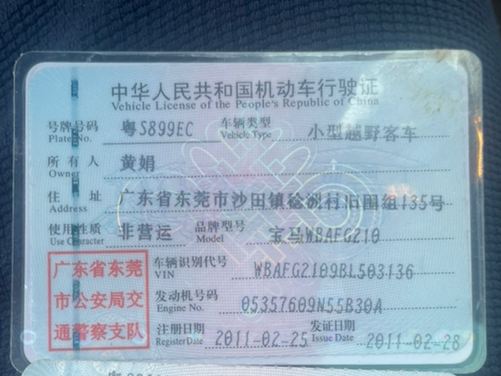 中华人民共和国机动车行驶证
Vehicle License of the People's Republic of China
号牌号码 粤S899EC 车辆类型 小型越野客车
Plate No. Vehicle Type
所有人 黄娟
Owner
住址 广东省东莞市沙田镇稔洲村旧围组135号
Address
使用性质 非营运 品牌型号 宝马WBAFG210
Use Character Model
广东省东莞 车辆识别代号 WBAFG2109BL503136
VIN
市公安局交 发动机号码 05357609N55B30A
Engine No.
通警察支队 注册日期 2011-02-25 发证日期 2011-02-28
Register Date Issue Date